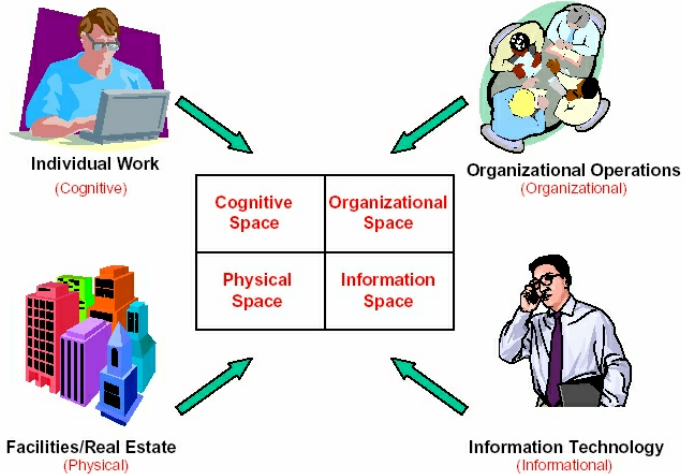 Individual Work
(Cognitive)
Organizational Operations
(Organizational)
Cognitive
Space
Organizational
Space
Physical
Space
Information
Space
Facilities/Real Estate
(Physical)
Information Technology
(Informational)